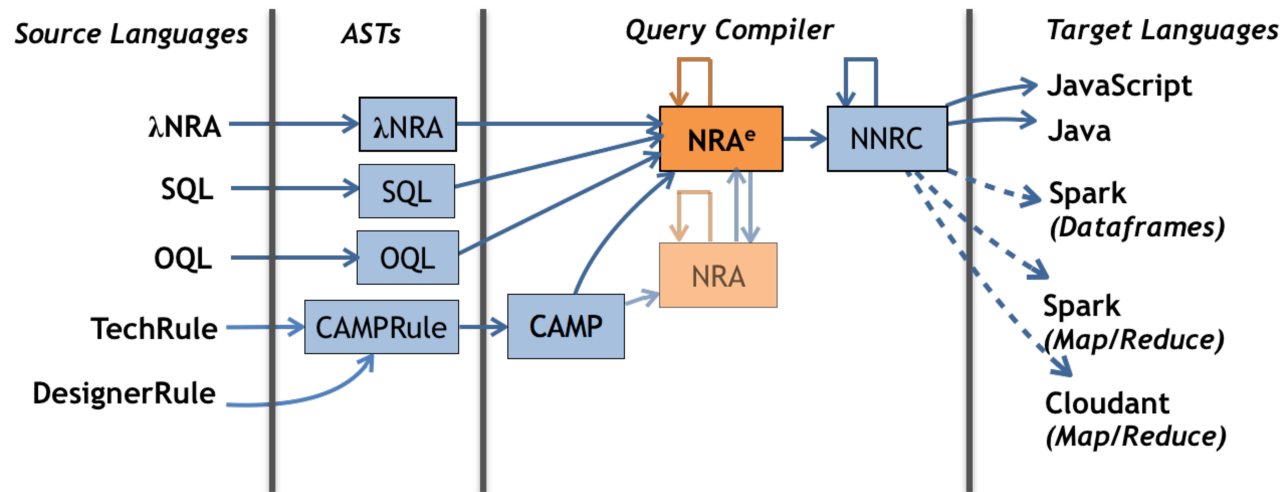 Source Languages
ASTs
Query Compiler
Target Languages
λNRA
λNRA
NRAᵉ
NNRC
JavaScript
Java
SQL
SQL
Spark
(Dataframes)
OQL
OQL
NRA
TechRule
CAMPRule
CAMP
Spark
(Map/Reduce)
DesignerRule
Cloudant
(Map/Reduce)